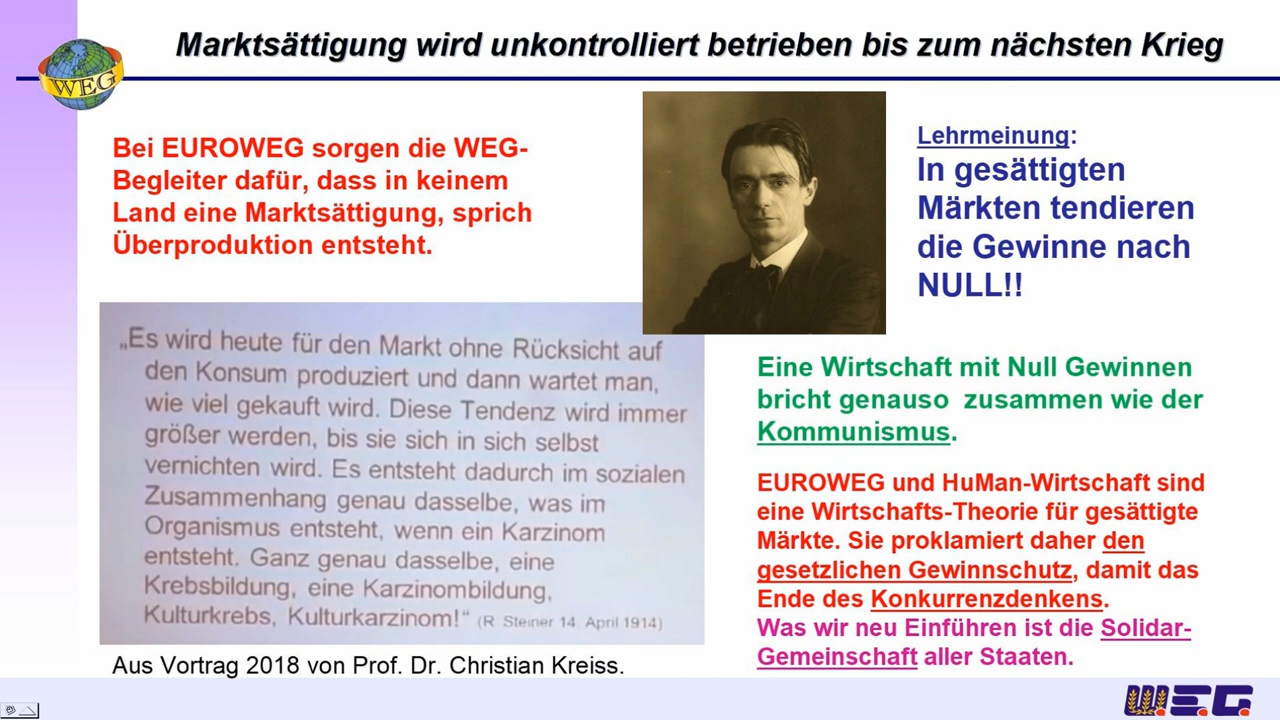 Marktsättigung wird unkontrolliert betrieben bis zum nächsten Krieg
WEG
Bei EUROWEG sorgen die WEG-
Begleiter dafür, dass in keinem
Land eine Marktsättigung, sprich
Überproduktion entsteht.
Lehrmeinung:
In gesättigten
Märkten tendieren
die Gewinne nach
NULL!!
„Es wird heute für den Markt ohne Rücksicht auf
den Konsum produziert und dann wartet man,
wie viel gekauft wird. Diese Tendenz wird immer
größer werden, bis sie sich in sich selbst
vernichten wird. Es entsteht dadurch im sozialen
Zusammenhang genau dasselbe, was im
Organismus entsteht, wenn ein Karzinom
entsteht. Ganz genau dasselbe, eine
Krebsbildung, eine Karzinombildung,
Kulturkrebs, Kulturkarzinom!“ (R. Steiner 14. April 1914)
Aus Vortrag 2018 von Prof. Dr. Christian Kreiss.
Eine Wirtschaft mit Null Gewinnen
bricht genauso zusammen wie der
Kommunismus.
EUROWEG und HuMan-Wirtschaft sind
eine Wirtschafts-Theorie für gesättigte
Märkte. Sie proklamiert daher den
gesetzlichen Gewinnschutz, damit das
Ende des Konkurrenzdenkens.
Was wir neu Einführen ist die Solidar-
Gemeinschaft aller Staaten.
W.E.G.